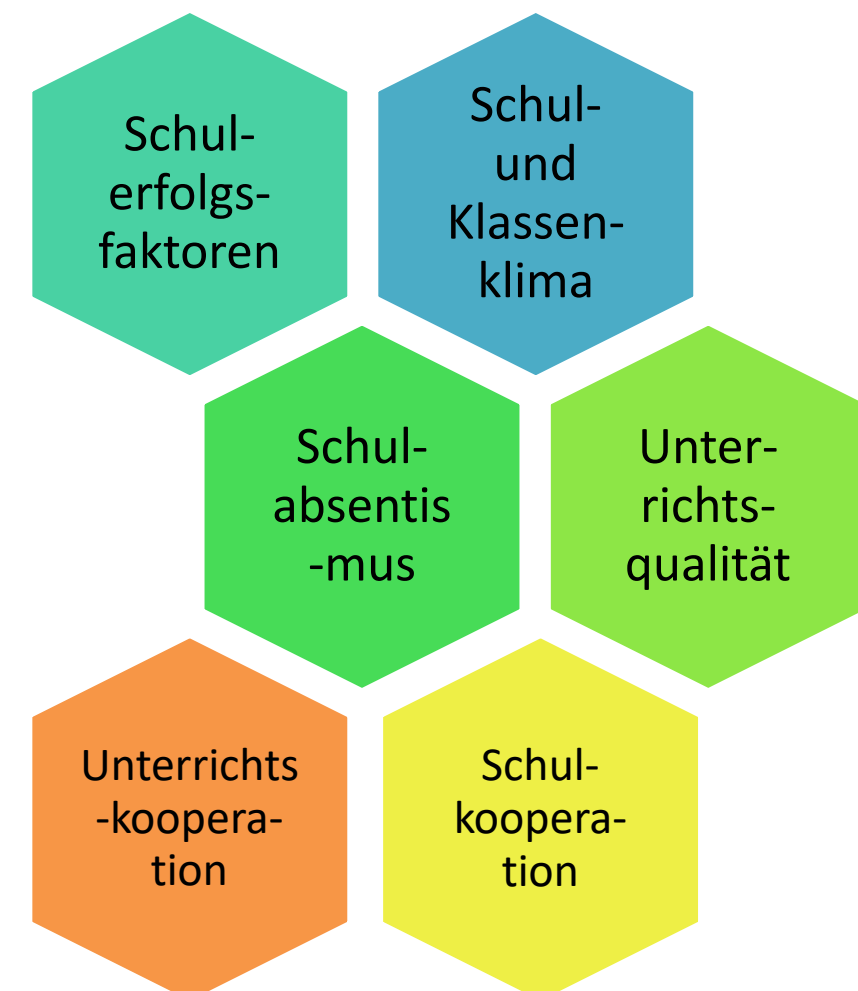 Schul-
erfolgs-
faktoren
Schul-
und
Klassen-
klima
Schul-
absentis
-mus
Unter-
richts-
qualität
Unterrichts
-koopera-
tion
Schul-
koopera-
tion